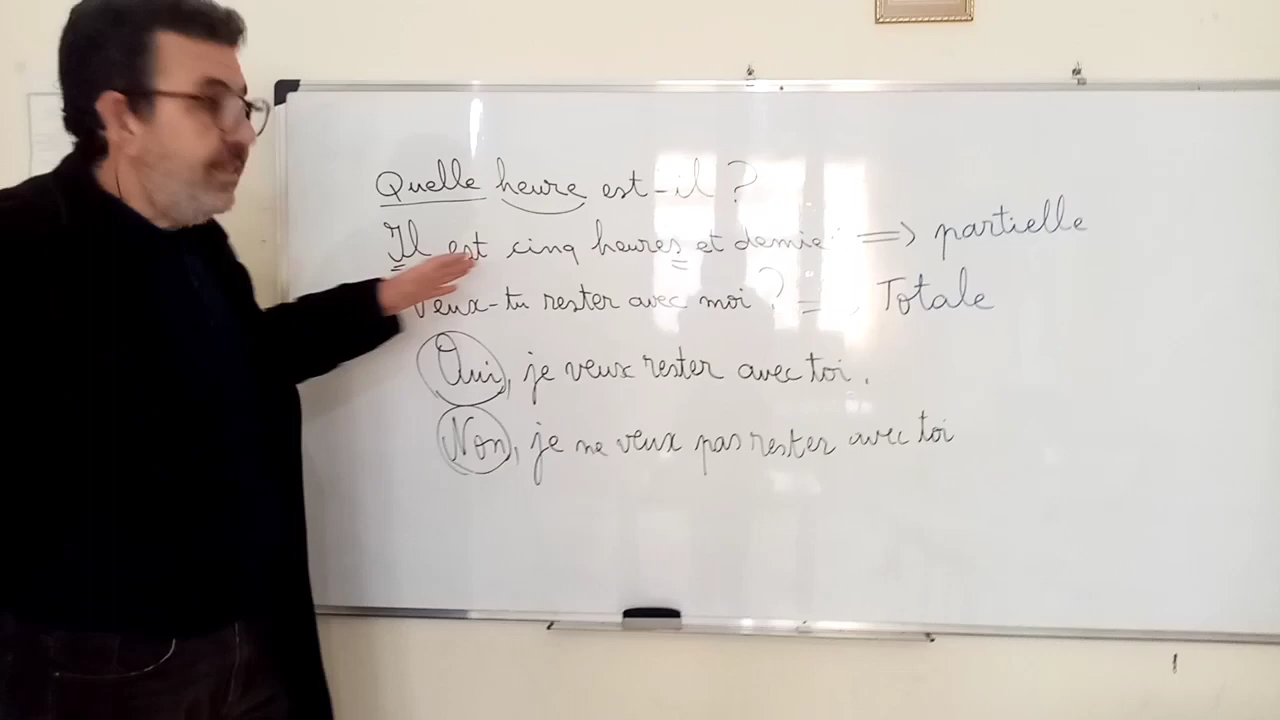 Quelle heure est-il ?
Il est cinq heures et demie => partielle
Veux-tu rester avec moi ? Totale
Oui, je veux rester avec toi.
Non, je ne veux pas rester avec toi